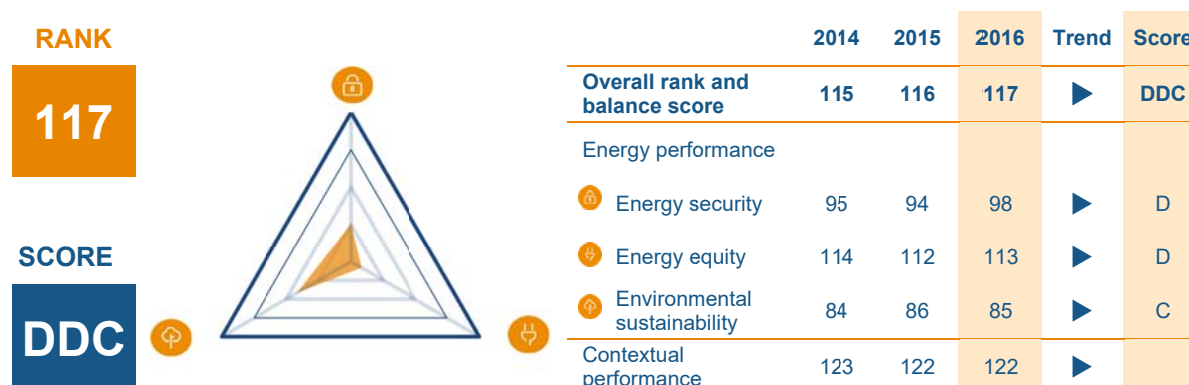 RANK
117
SCORE
DDC
2014 2015 2016 Trend Score
Overall rank and
balance score 115 116 117 DDC
Energy performance
Energy security 95 94 98 D
Energy equity 114 112 113 D
Environmental
sustainability 84 86 85 C
Contextual
performance 123 122 122